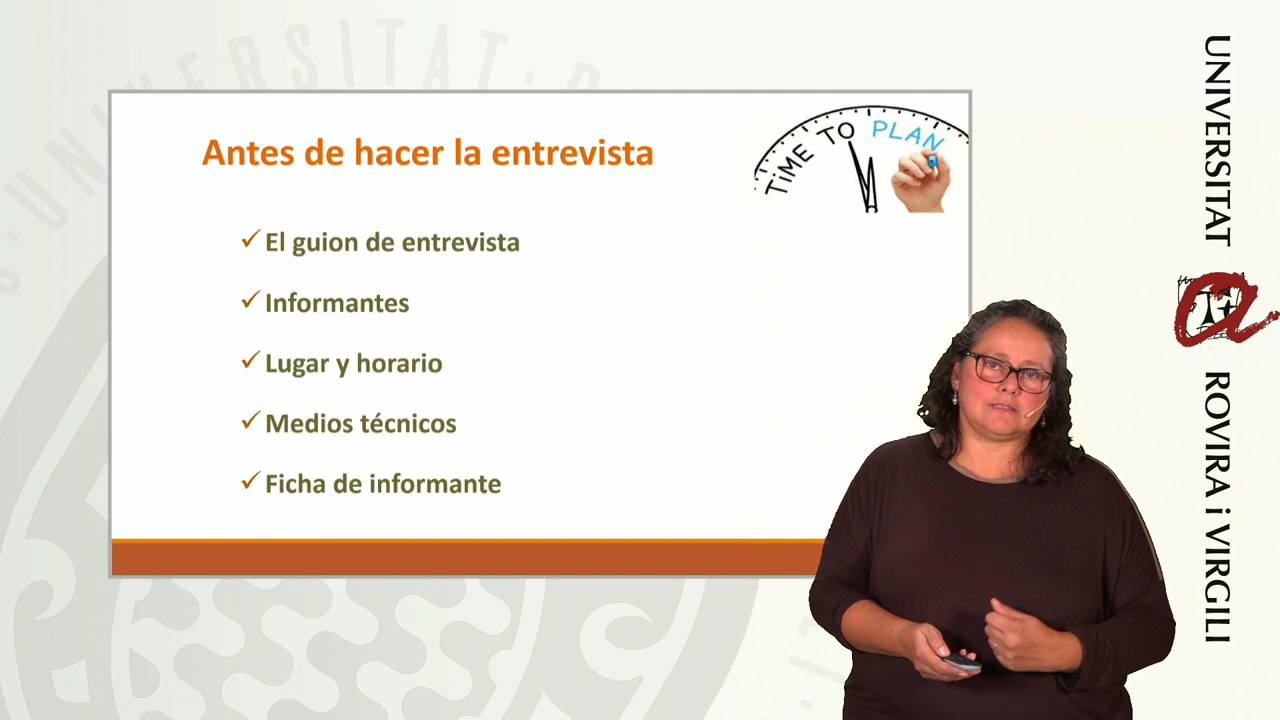 Antes de hacer la entrevista
TiME TO PLAN
El guion de entrevista
Informantes
Lugar y horario
Medios técnicos
Ficha de informante
UNIVERSITAT
ROVIRA i VIRGILI
UNIVERSITAT